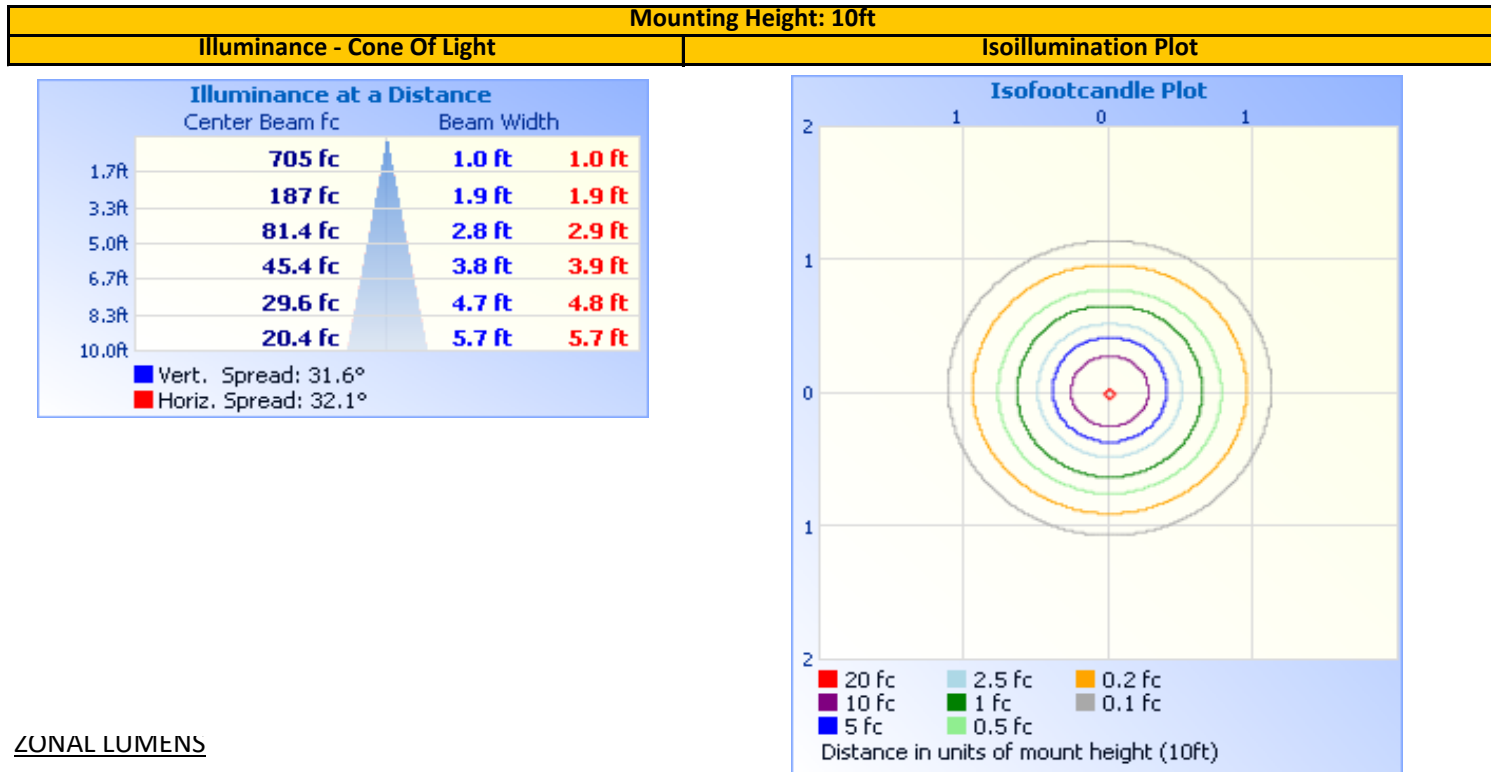 Mounting Height: 10ft
Illuminance - Cone Of Light
Isoillumination Plot
Illuminance at a Distance
Center Beam fc Beam Width
1.7ft 705 fc 1.0 ft 1.0 ft
3.3ft 187 fc 1.9 ft 1.9 ft
5.0ft 81.4 fc 2.8 ft 2.9 ft
6.7ft 45.4 fc 3.8 ft 3.9 ft
8.3ft 29.6 fc 4.7 ft 4.8 ft
10.0ft 20.4 fc 5.7 ft 5.7 ft
Vert. Spread: 31.6°
Horiz. Spread: 32.1°
Isofootcandle Plot
1 0 1
2
1
0
1
2
20 fc 2.5 fc 0.2 fc
10 fc 1 fc 0.1 fc
5 fc 0.5 fc
Distance in units of mount height (10ft)
ZONAL LUMENS